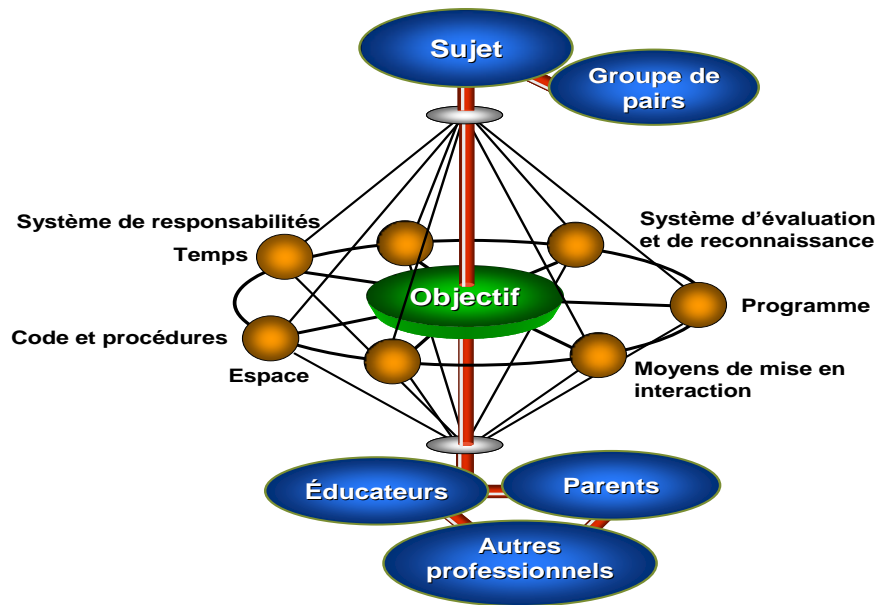 Sujet
Groupe de
pairs
Système de responsabilités
Temps
Système d’évaluation
et de reconnaissance
Objectif
Programme
Code et procédures
Espace
Moyens de mise en
interaction
Éducateurs
Parents
Autres
professionnels